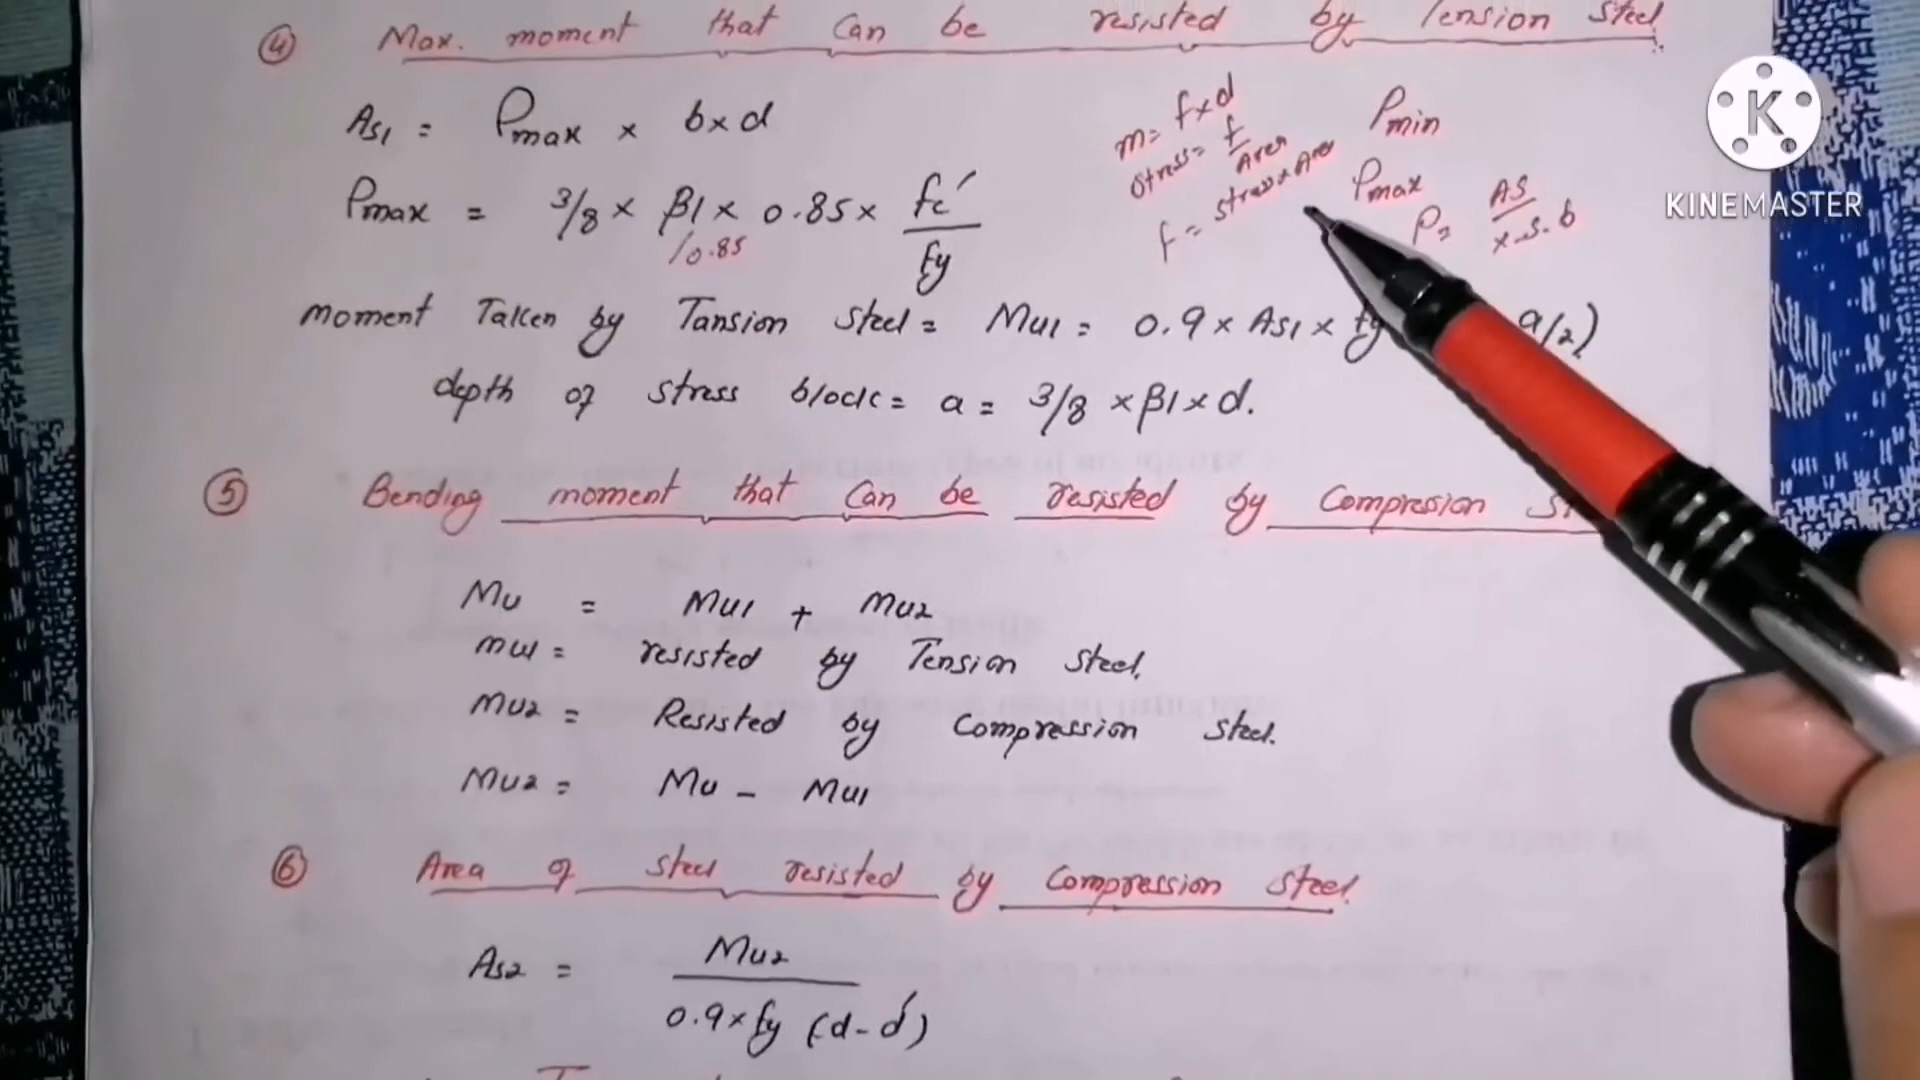 ④ Max. moment that Can be resisted by Tension Steel
As1 = ρmax × b×d
ρmax = 3/8 × β1 × 0.85 × fc′/fy
/0.85
m= f×d
stress= f/Area
f= stress×Area
ρmin
ρmax
ρ= AS/x-s.b
moment Taken by Tansion Steel = Mu1 = 0.9 × As1 × fy a/2)
depth of stress block = a = 3/8 × β1 × d.
⑤ Bending moment that Can be resisted by Compresion
Mu = Mu1 + Mu2
mu1 = resisted by Tension Steel.
Mu2 = Resisted by Compression Steel.
Mu2 = Mu - Mu1
⑥ Area of steel resisted by Compression Steel.
As2 = Mu2/0.9×fy (d-d′)
K
KINEMASTER